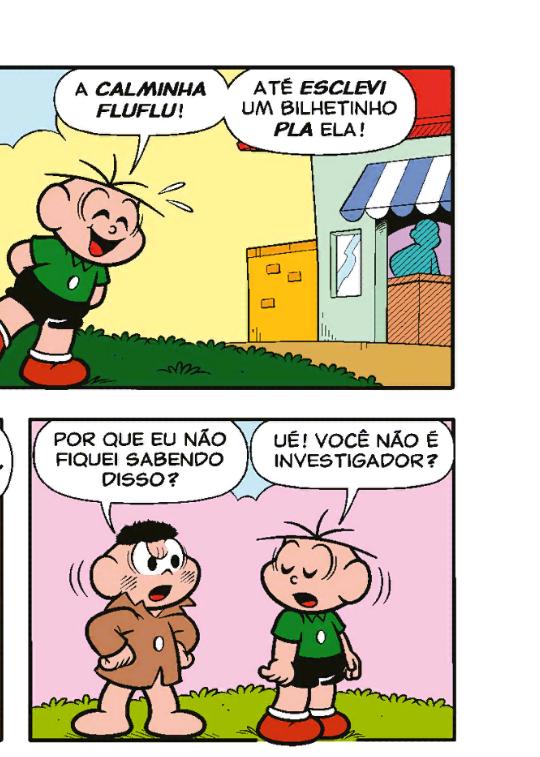 A CALMINHA
FLUFLU!
ATÉ ESCLEVI
UM BILHETINHO
PLA ELA!
POR QUE EU NÃO
FIQUEI SABENDO
DISSO?
UÉ! VOCÊ NÃO É
INVESTIGADOR?